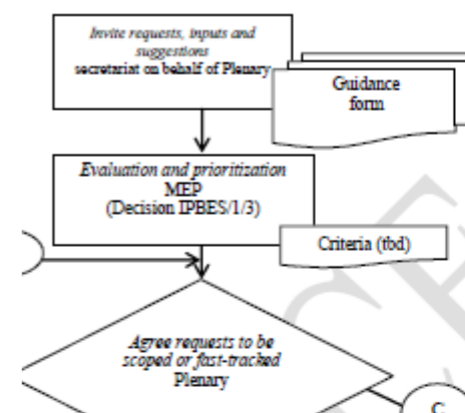 Invite requests, inputs and
suggestions
secretariat on behalf of Plenary
Guidance
form
Evaluation and prioritization
MEP
(Decision IPBES/1/3)
Criteria (tbd)
Agree requests to be
scoped or fast-tracked
Plenary
C